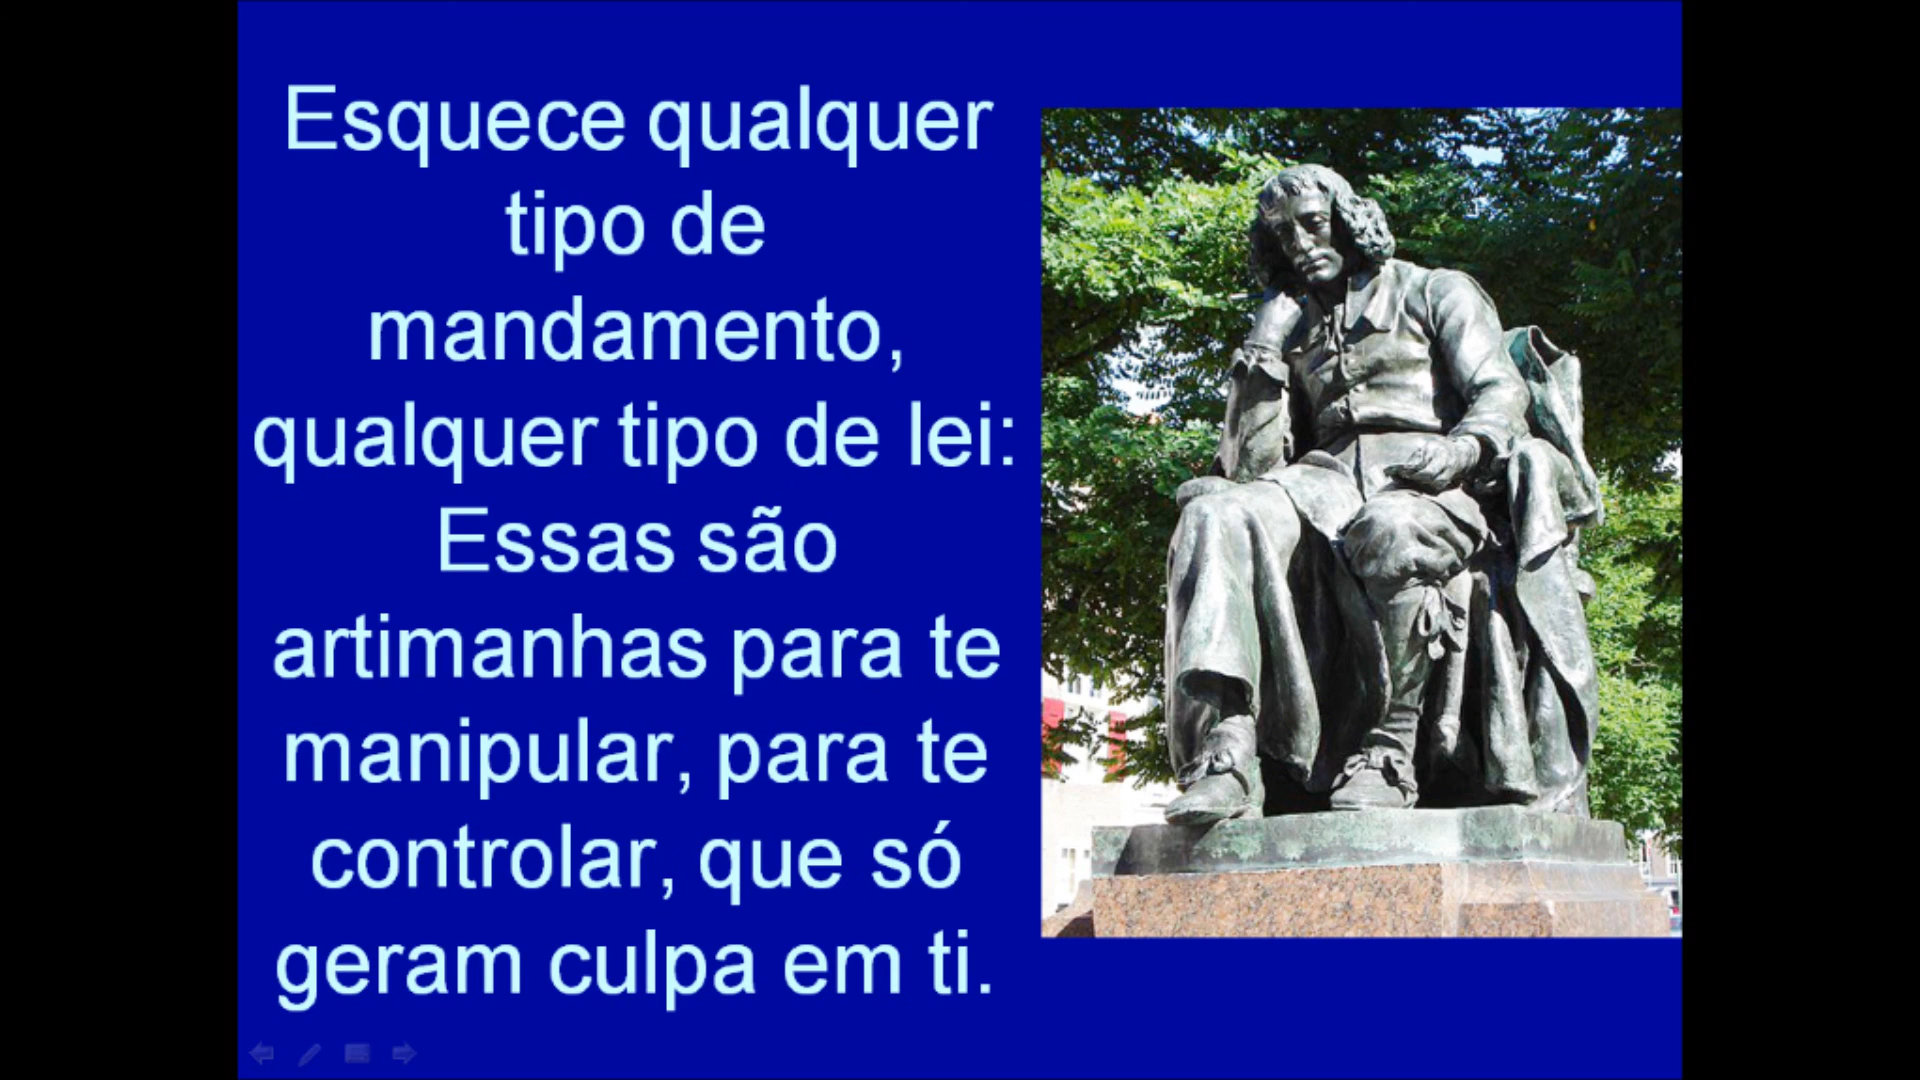 Esquece qualquer
tipo de
mandamento,
qualquer tipo de lei:
Essas são
artimanhas para te
manipular, para te
controlar, que só
geram culpa em ti.